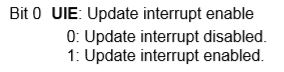 Bit 0 UIE: Update interrupt enable
0: Update interrupt disabled.
1: Update interrupt enabled.